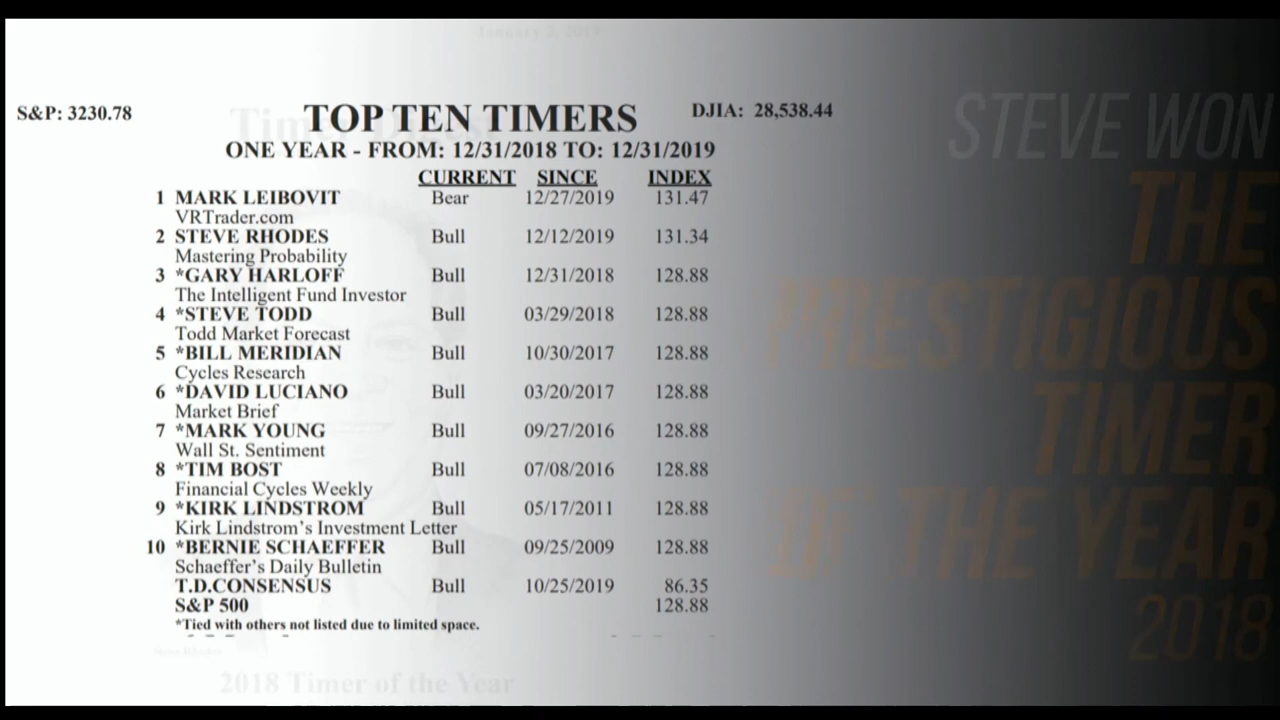 January 2, 2019
S&P: 3230.78
TOP TEN TIMERS
DJIA: 28,538.44
Timer Digest
ONE YEAR - FROM: 12/31/2018 TO: 12/31/2019
CURRENT SINCE INDEX
1 MARK LEIBOVIT Bear 12/27/2019 131.47
VRTrader.com
2 STEVE RHODES Bull 12/12/2019 131.34
Mastering Probability
3 *GARY HARLOFF Bull 12/31/2018 128.88
The Intelligent Fund Investor
4 *STEVE TODD Bull 03/29/2018 128.88
Todd Market Forecast
5 *BILL MERIDIAN Bull 10/30/2017 128.88
Cycles Research
6 *DAVID LUCIANO Bull 03/20/2017 128.88
Market Brief
7 *MARK YOUNG Bull 09/27/2016 128.88
Wall St. Sentiment
8 *TIM BOST Bull 07/08/2016 128.88
Financial Cycles Weekly
9 *KIRK LINDSTROM Bull 05/17/2011 128.88
Kirk Lindstrom's Investment Letter
10 *BERNIE SCHAEFFER Bull 09/25/2009 128.88
Schaeffer's Daily Bulletin
T.D.CONSENSUS Bull 10/25/2019 86.35
S&P 500 128.88
*Tied with others not listed due to limited space.
Steve Rhodes
2018 Timer of the Year
STEVE WON
THE
PRESTIGIOUS
TIMER
OF THE YEAR
2018